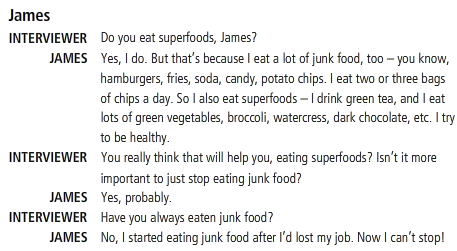 James
INTERVIEWER Do you eat superfoods, James?
JAMES Yes, I do. But that's because I eat a lot of junk food, too – you know,
hamburgers, fries, soda, candy, potato chips. I eat two or three bags
of chips a day. So I also eat superfoods – I drink green tea, and I eat
lots of green vegetables, broccoli, watercress, dark chocolate, etc. I try
to be healthy.
INTERVIEWER You really think that will help you, eating superfoods? Isn't it more
important to just stop eating junk food?
JAMES Yes, probably.
INTERVIEWER Have you always eaten junk food?
JAMES No, I started eating junk food after I'd lost my job. Now I can't stop!